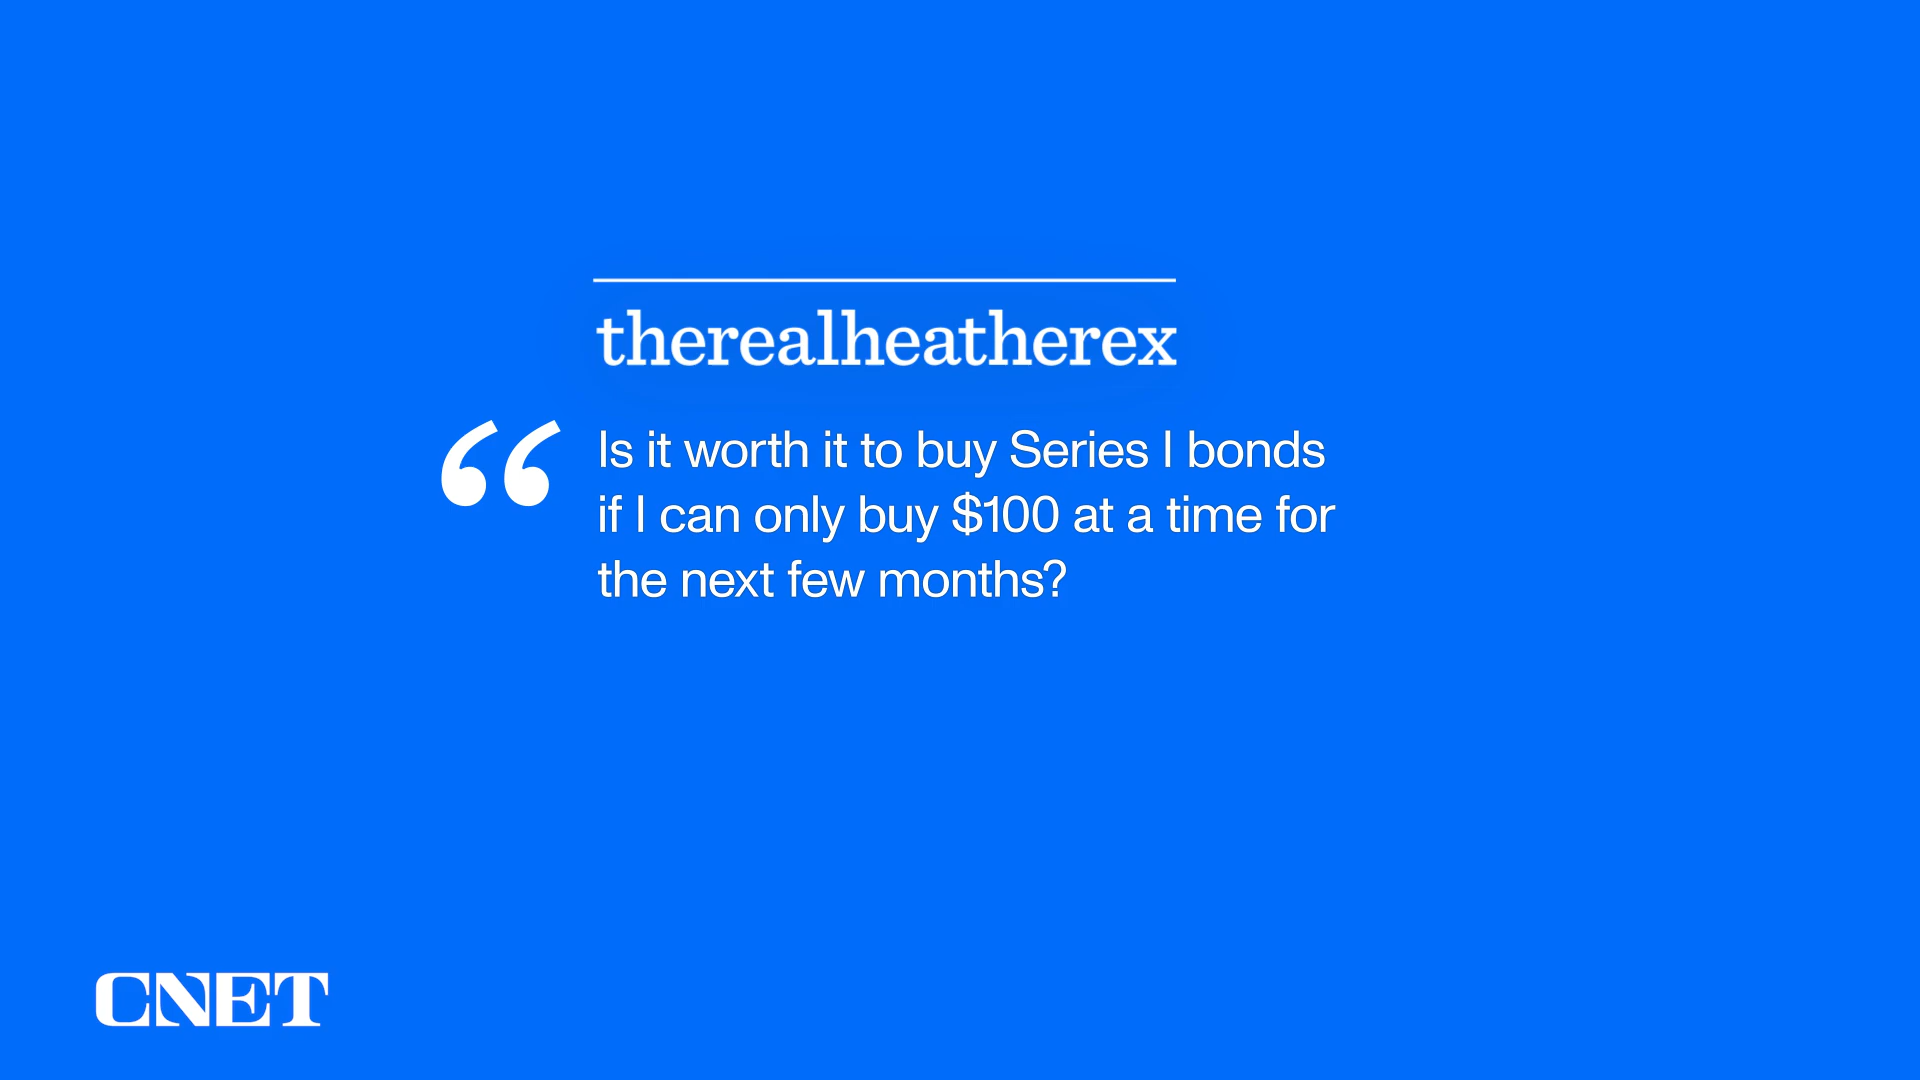 therealheatherex
“Is it worth it to buy Series I bonds
if I can only buy $100 at a time for
the next few months?
CNET